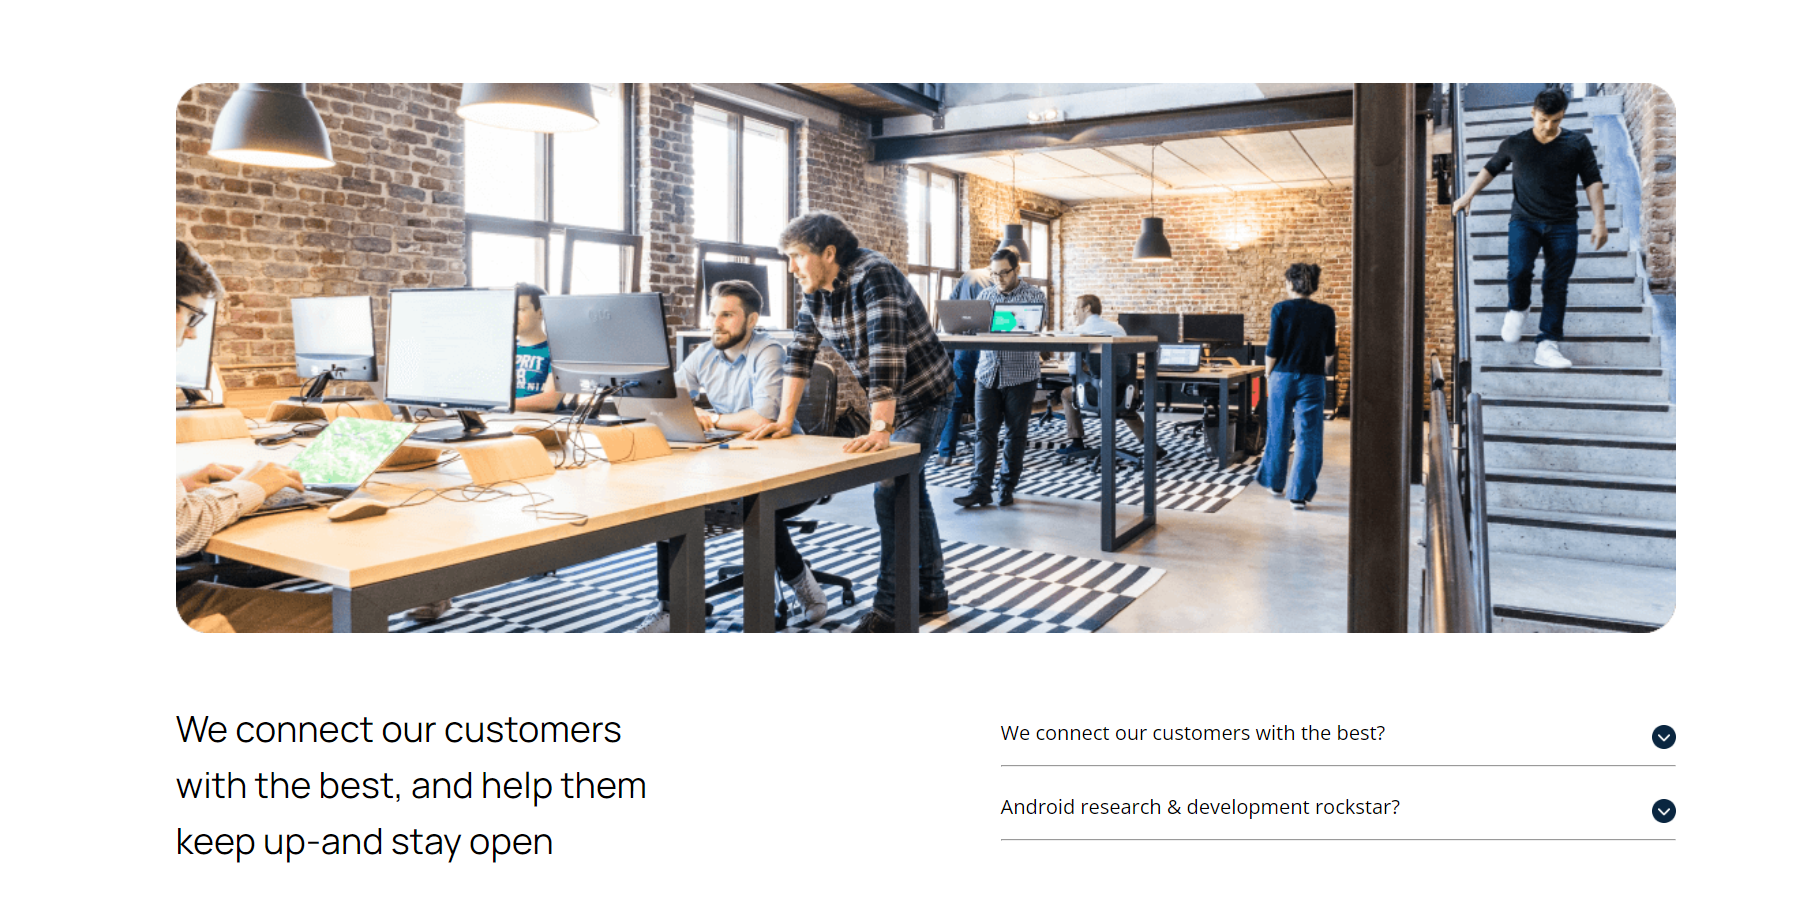 We connect our customers
with the best, and help them
keep up-and stay open
We connect our customers with the best?
Android research & development rockstar?